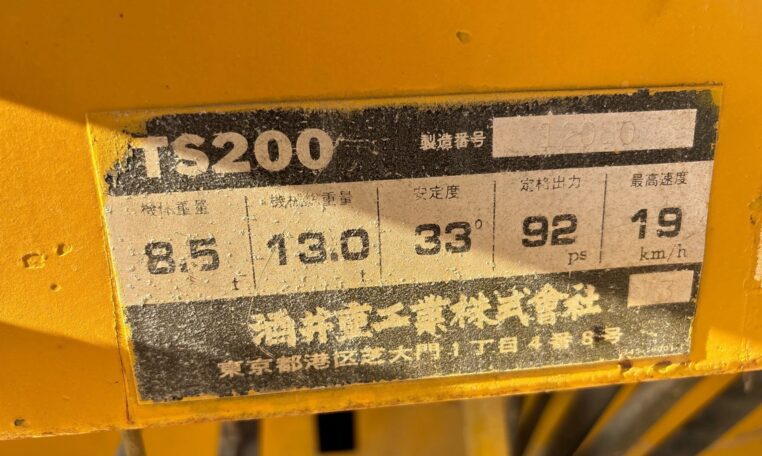 TS200 製造番号 12080
機体重量 機械総重量 安定度 定格出力 最高速度
8.5 t 13.0 t 33° 92 ps 19 km/h
酒井重工業株式會社
東京都港区芝大門1丁目4番8号